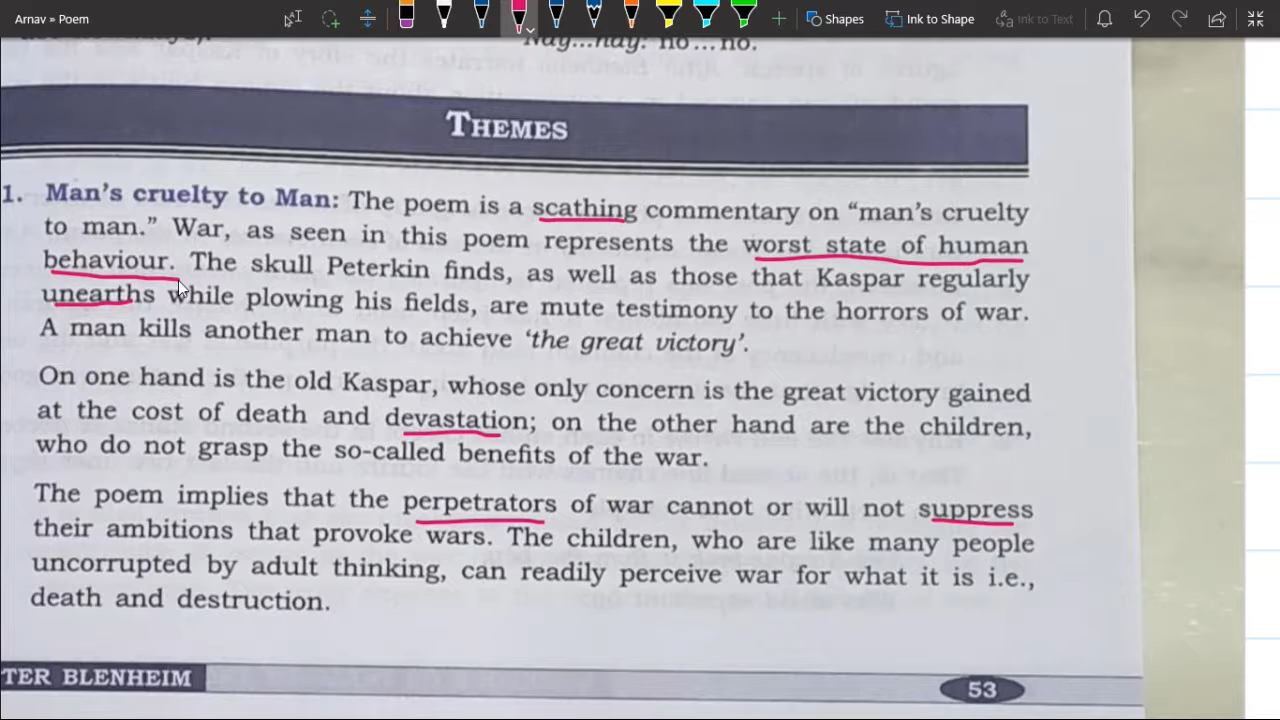 Arnav » Poem
Shapes
Ink to Shape
Ink to Text
Nay...nay: no...no.
THEMES
1. Man's cruelty to Man: The poem is a scathing commentary on “man's cruelty
to man.” War, as seen in this poem represents the worst state of human
behaviour. The skull Peterkin finds, as well as those that Kaspar regularly
unearths while plowing his fields, are mute testimony to the horrors of war.
A man kills another man to achieve ‘the great victory’.
On one hand is the old Kaspar, whose only concern is the great victory gained
at the cost of death and devastation; on the other hand are the children,
who do not grasp the so-called benefits of the war.
The poem implies that the perpetrators of war cannot or will not suppress
their ambitions that provoke wars. The children, who are like many people
uncorrupted by adult thinking, can readily perceive war for what it is i.e.,
death and destruction.
TER BLENHEIM
53